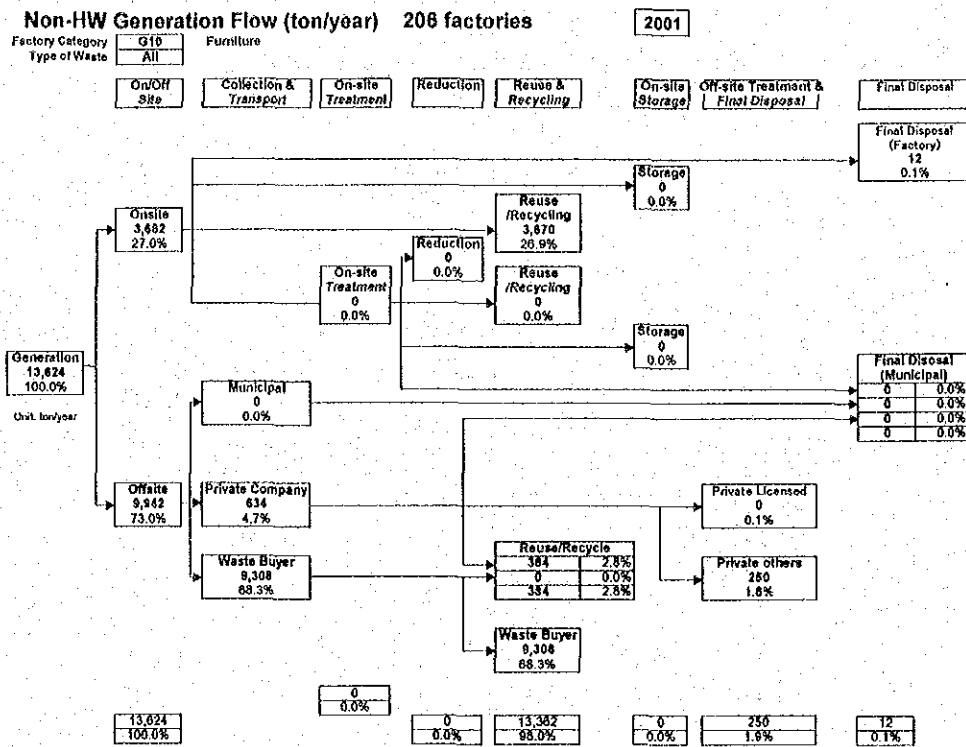 Non-HW Generation Flow (ton/year) 206 factories 2001
Factory Category G10 Furniture
Type of Waste All
On/Off Site
Collection & Transport
On-site Treatment
Reduction
Reuse & Recycling
On-site Storage
Off-site Treatment & Final Disposal
Final Disposal
Final Disposal
(Factory)
12
0.1%
Storage
0
0.0%
Onsite
3,682
27.0%
Reuse
/Recycling
3,670
26.9%
Reduction
0
0.0%
On-site
Treatment
0
0.0%
Reuse
/Recycling
0
0.0%
Storage
0
0.0%
Generation
13,624
100.0%
Unit: ton/year
Municipal
0
0.0%
Final Disosal
(Municipal)
0 0.0%
0 0.0%
0 0.0%
0 0.0%
Offsite
9,942
73.0%
Private Company
634
4.7%
Private Licensed
0
0.1%
Waste Buyer
9,308
68.3%
Reuse/Recycle
384 2.8%
0 0.0%
384 2.8%
Private others
250
1.8%
Waste Buyer
9,308
68.3%
0
0.0%
13,624
100.0%
0
0.0%
13,362
98.0%
0
0.0%
250
1.9%
12
0.1%